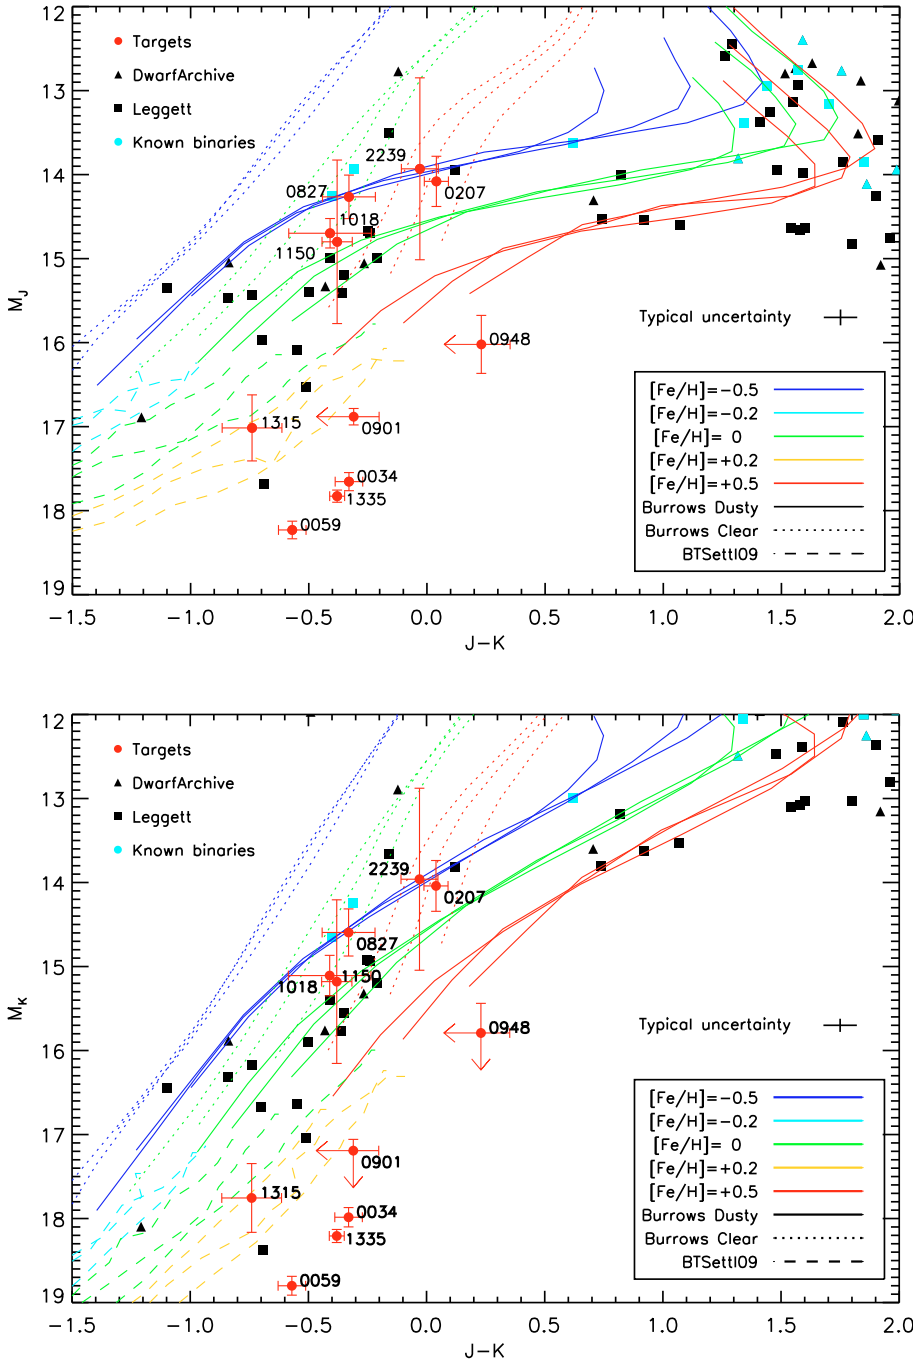 12
13
14
15
16
17
18
19
M_J
Targets
DwarfArchive
Leggett
Known binaries
2239
0827
0207
1018
1150
0948
Typical uncertainty
1315
0901
0034
1335
0059
[Fe/H]=-0.5
[Fe/H]=-0.2
[Fe/H]= 0
[Fe/H]=+0.2
[Fe/H]=+0.5
Burrows Dusty
Burrows Clear
BTSettl09
-1.5 -1.0 -0.5 0.0 0.5 1.0 1.5 2.0
J-K
12
13
14
15
16
17
18
19
M_K
Targets
DwarfArchive
Leggett
Known binaries
2239
0207
0827
1018
1150
0948
Typical uncertainty
0901
1315
0034
1335
0059
[Fe/H]=-0.5
[Fe/H]=-0.2
[Fe/H]= 0
[Fe/H]=+0.2
[Fe/H]=+0.5
Burrows Dusty
Burrows Clear
BTSettl09
-1.5 -1.0 -0.5 0.0 0.5 1.0 1.5 2.0
J-K